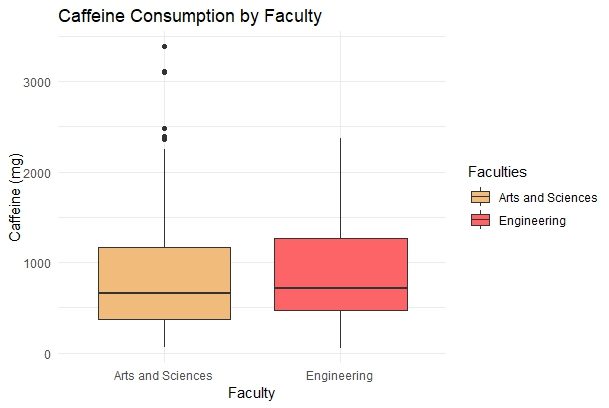 Caffeine Consumption by Faculty
Caffeine (mg)
3000
2000
1000
0
Arts and Sciences
Engineering
Faculty
Faculties
Arts and Sciences
Engineering